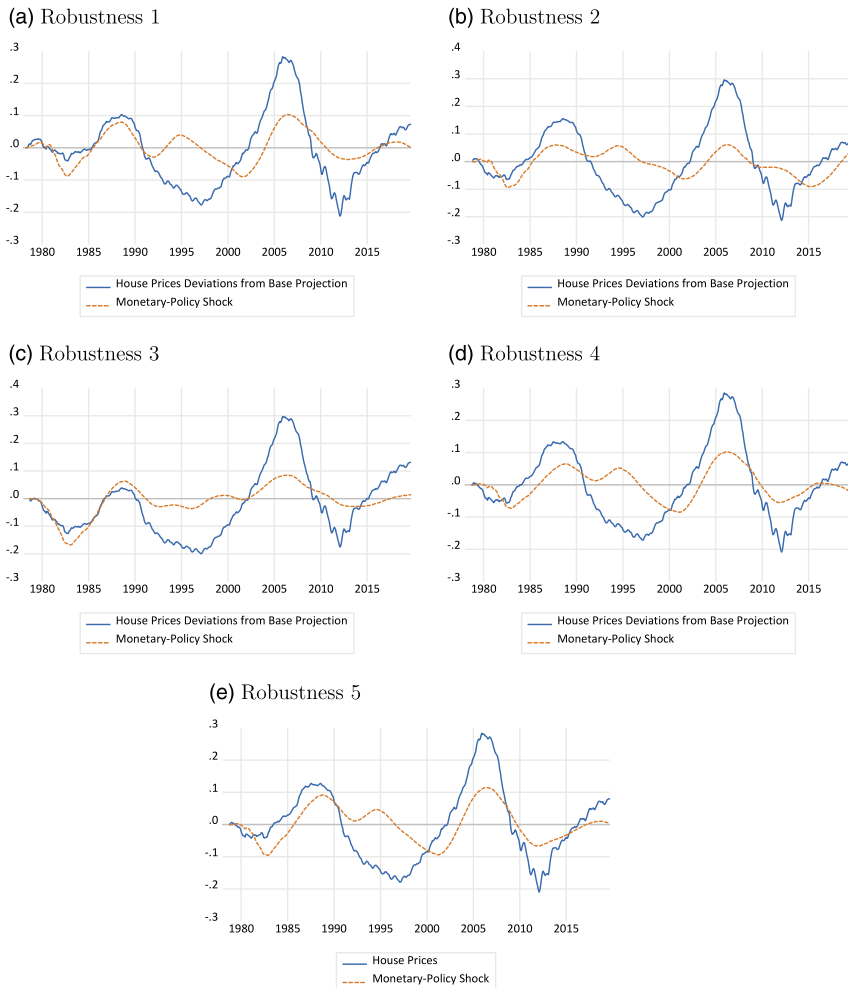 (a) Robustness 1
.3
.2
.1
.0
-.1
-.2
-.3
1980 1985 1990 1995 2000 2005 2010 2015
House Prices Deviations from Base Projection
Monetary-Policy Shock
(b) Robustness 2
.4
.3
.2
.1
.0
-.1
-.2
-.3
1980 1985 1990 1995 2000 2005 2010 2015
House Prices Deviations from Base Projection
Monetary-Policy Shock
(c) Robustness 3
.4
.3
.2
.1
.0
-.1
-.2
-.3
1980 1985 1990 1995 2000 2005 2010 2015
House Prices Deviations from Base Projection
Monetary-Policy Shock
(d) Robustness 4
.3
.2
.1
.0
-.1
-.2
-.3
1980 1985 1990 1995 2000 2005 2010 2015
House Prices Deviations from Base Projection
Monetary-Policy Shock
(e) Robustness 5
.3
.2
.1
.0
-.1
-.2
-.3
1980 1985 1990 1995 2000 2005 2010 2015
House Prices
Monetary-Policy Shock